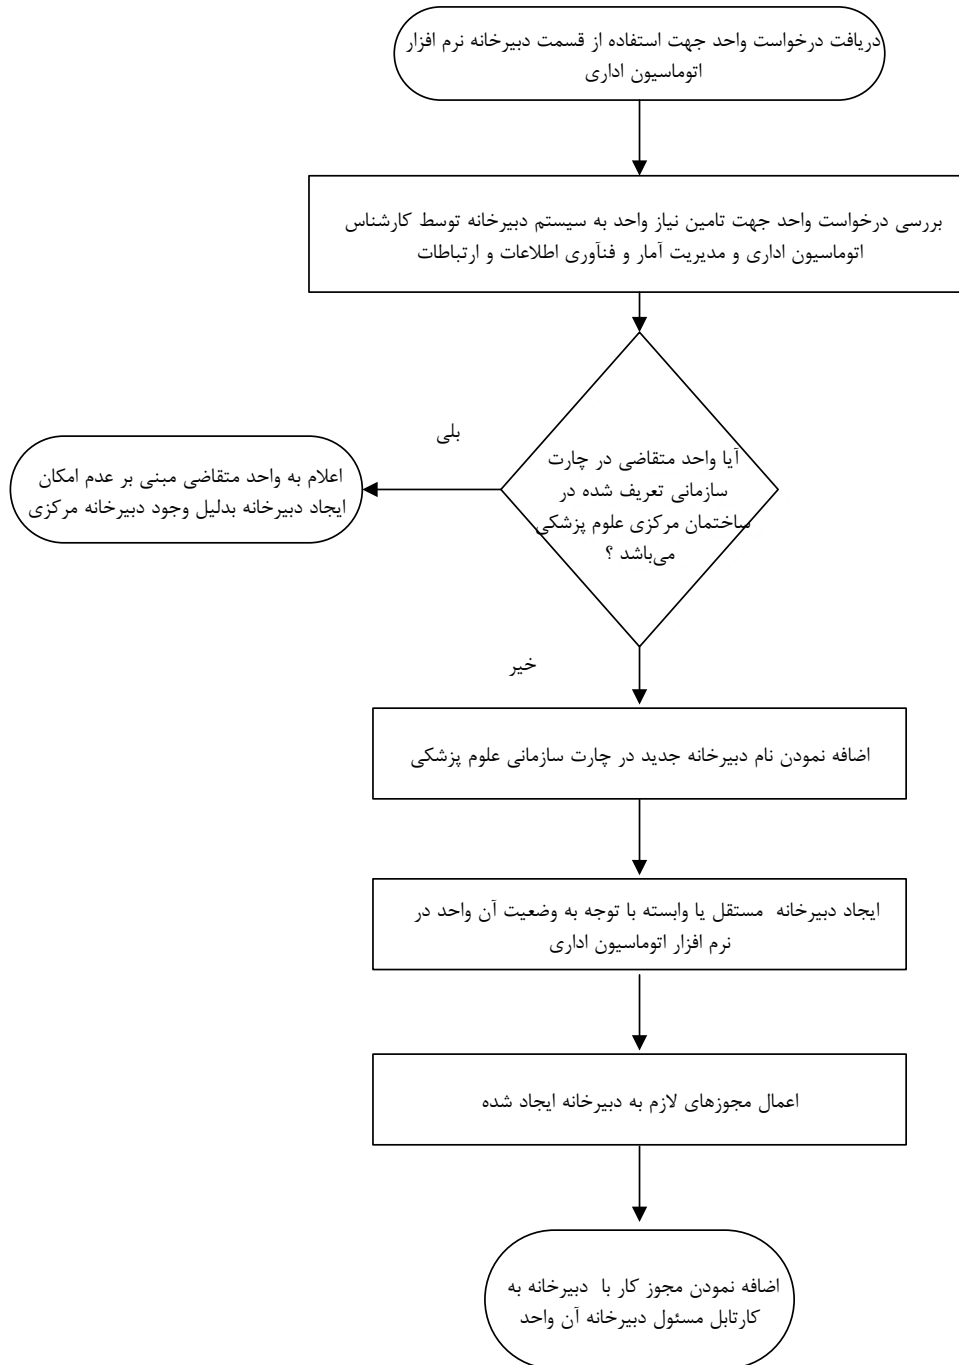 دریافت درخواست واحد جهت استفاده از قسمت دبیرخانه نرم افزار
اتوماسیون اداری
بررسی درخواست واحد جهت تامین نیاز واحد به سیستم دبیرخانه توسط کارشناس
اتوماسیون اداری و مدیریت آمار و فنآوری اطلاعات و ارتباطات
آیا واحد متقاضی در چارت
سازمانی تعریف شده در
ساختمان مرکزی علوم پزشکی
می‌باشد ؟
بلی
اعلام به واحد متقاضی مبنی بر عدم امکان
ایجاد دبیرخانه بدلیل وجود دبیرخانه مرکزی
خیر
اضافه نمودن نام دبیرخانه جدید در چارت سازمانی علوم پزشکی
ایجاد دبیرخانه مستقل یا وابسته با توجه به وضعیت آن واحد در
نرم افزار اتوماسیون اداری
اعمال مجوزهای لازم به دبیرخانه ایجاد شده
اضافه نمودن مجوز کار با دبیرخانه به
کارتابل مسئول دبیرخانه آن واحد